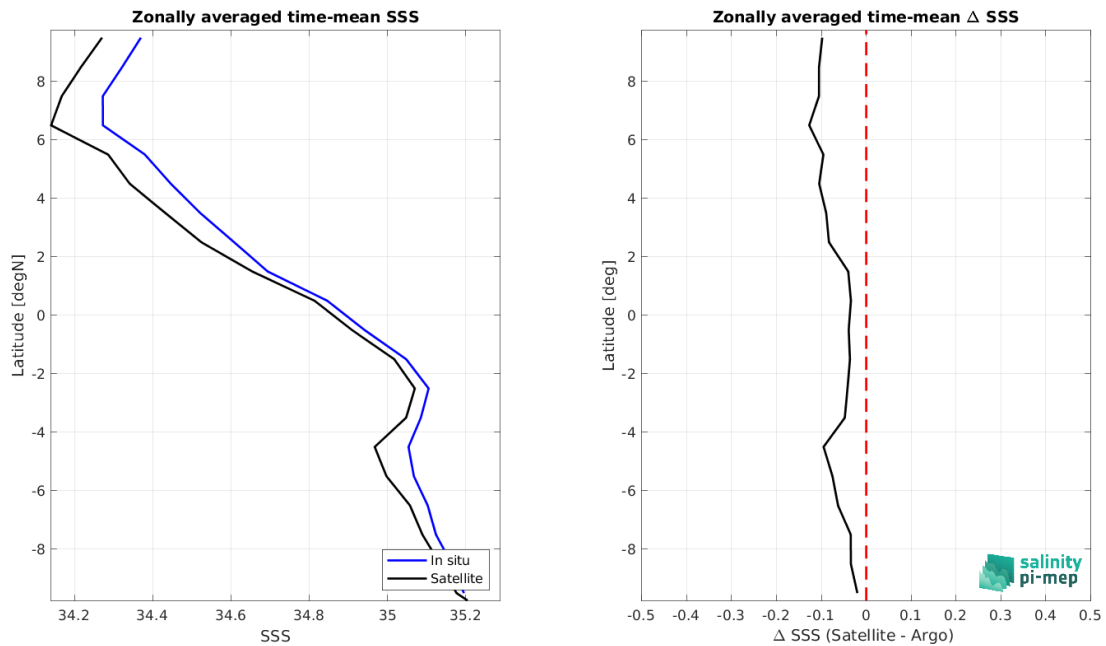 Zonally averaged time-mean SSS
8
6
4
2
0
-2
-4
-6
-8
Latitude [degN]
In situ
Satellite
34.2 34.4 34.6 34.8 35 35.2
SSS
Zonally averaged time-mean Δ SSS
8
6
4
2
0
-2
-4
-6
-8
Latitude [deg]
salinity
pi-mep
-0.5 -0.4 -0.3 -0.2 -0.1 0 0.1 0.2 0.3 0.4 0.5
Δ SSS (Satellite - Argo)